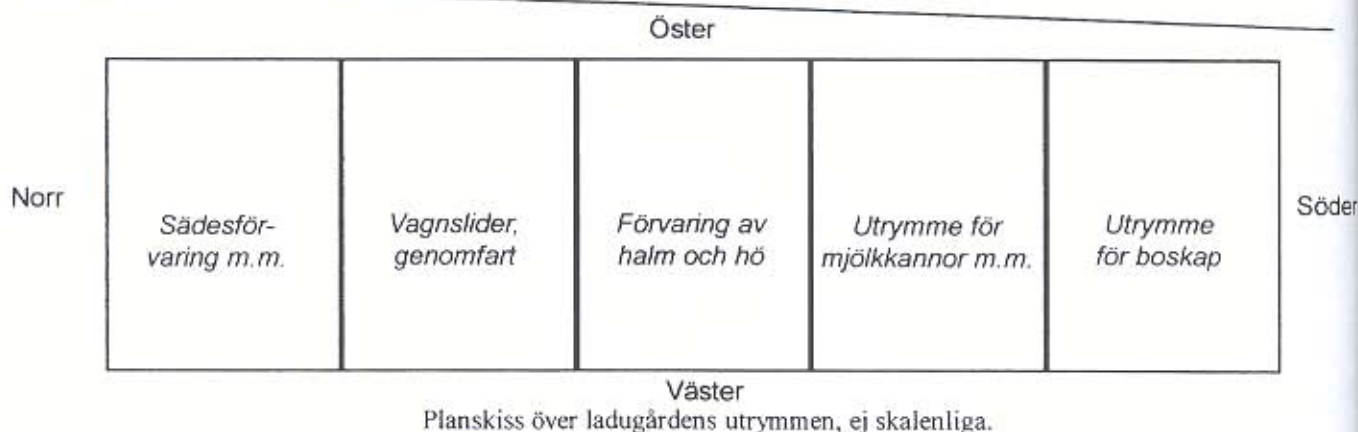 Öster
Norr
Sädesför-
varing m.m.
Vagnslider,
genomfart
Förvaring av
halm och hö
Utrymme för
mjölkkannor m.m.
Utrymme
för boskap
Söder
Väster
Planskiss över ladugårdens utrymmen, ej skalenliga.